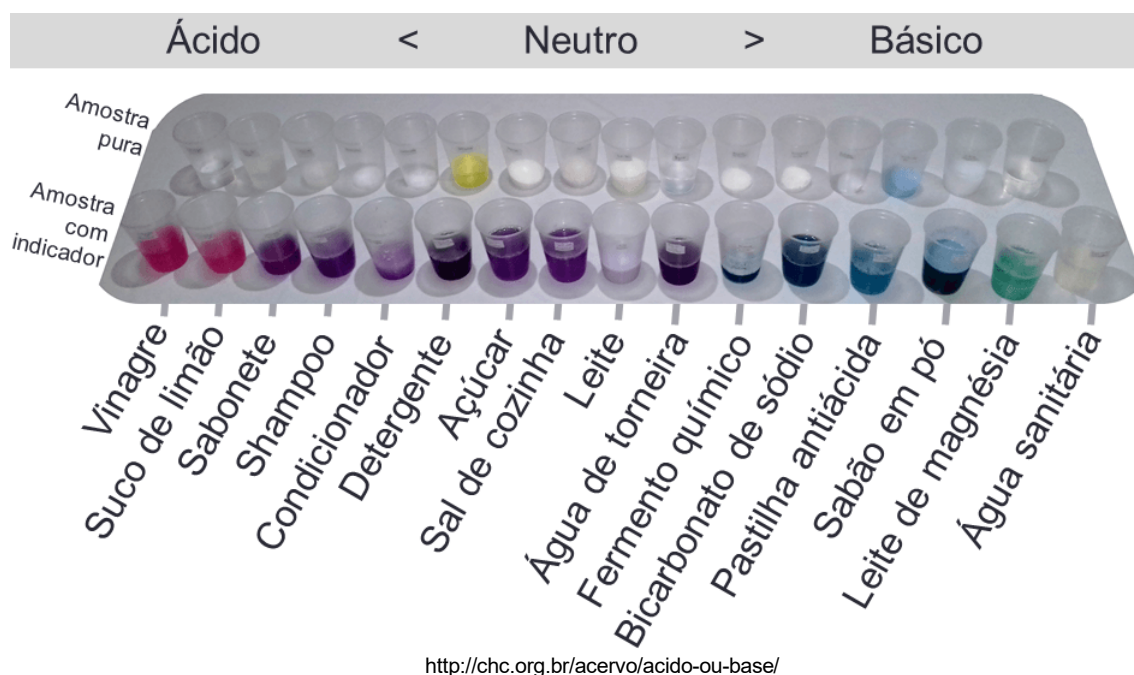 Ácido < Neutro > Básico
Amostra
pura
Amostra
com
indicador
Vinagre
Suco de limão
Sabonete
Shampoo
Condicionador
Detergente
Açúcar
Sal de cozinha
Leite
Água de torneira
Fermento químico
Bicarbonato de sódio
Pastilha antiácida
Sabão em pó
Leite de magnésia
Água sanitária
http://chc.org.br/acervo/acido-ou-base/